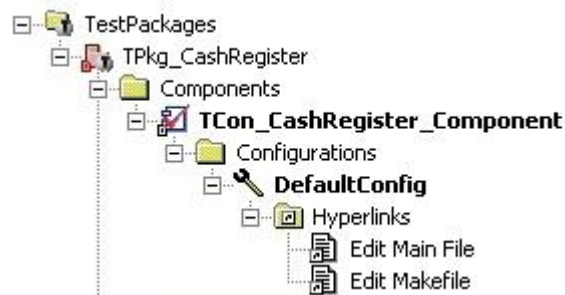 TestPackages
TPkg_CashRegister
Components
TCon_CashRegister_Component
Configurations
DefaultConfig
Hyperlinks
Edit Main File
Edit Makefile